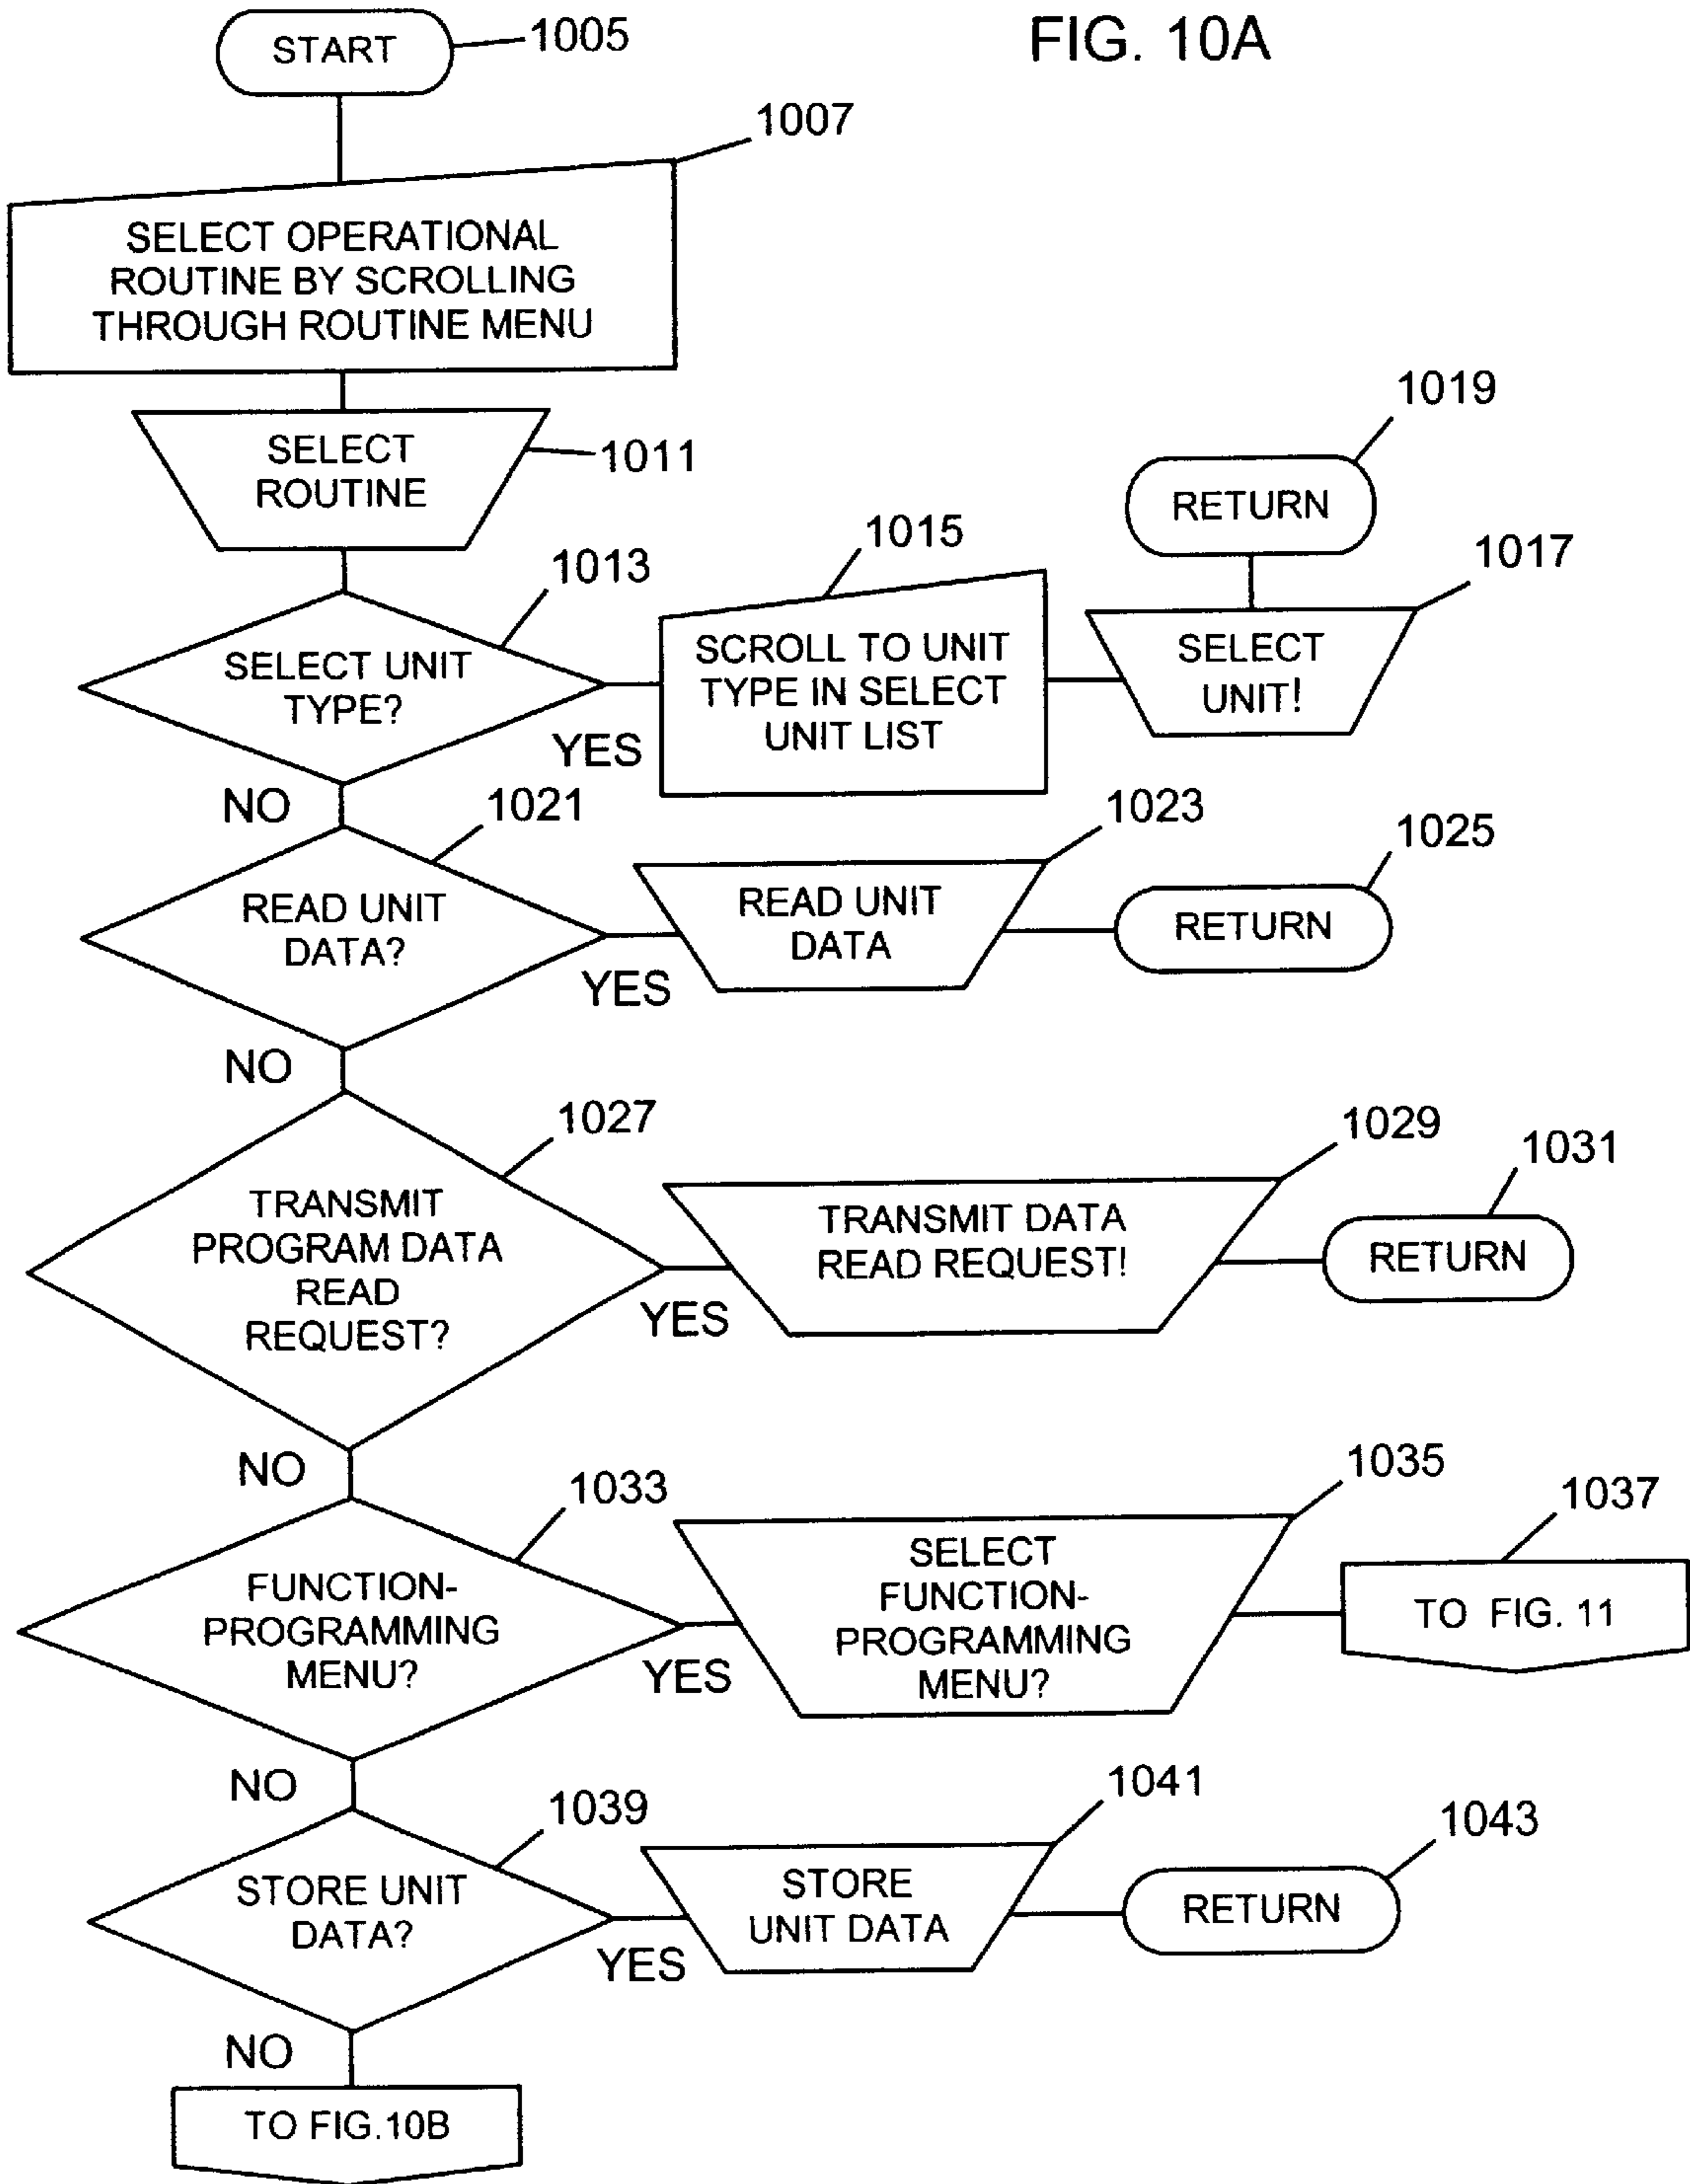 FIG. 10A
START
1005
1007
SELECT OPERATIONAL
ROUTINE BY SCROLLING
THROUGH ROUTINE MENU
SELECT
ROUTINE
1011
1013
SELECT UNIT
TYPE?
YES
NO
1015
SCROLL TO UNIT
TYPE IN SELECT
UNIT LIST
1017
SELECT
UNIT!
1019
RETURN
1021
READ UNIT
DATA?
YES
NO
1023
READ UNIT
DATA
1025
RETURN
1027
TRANSMIT
PROGRAM DATA
READ
REQUEST?
YES
NO
1029
TRANSMIT DATA
READ REQUEST!
1031
RETURN
1033
FUNCTION-
PROGRAMMING
MENU?
YES
NO
1035
SELECT
FUNCTION-
PROGRAMMING
MENU?
1037
TO FIG. 11
1039
STORE UNIT
DATA?
YES
NO
1041
STORE
UNIT DATA
1043
RETURN
TO FIG.10B